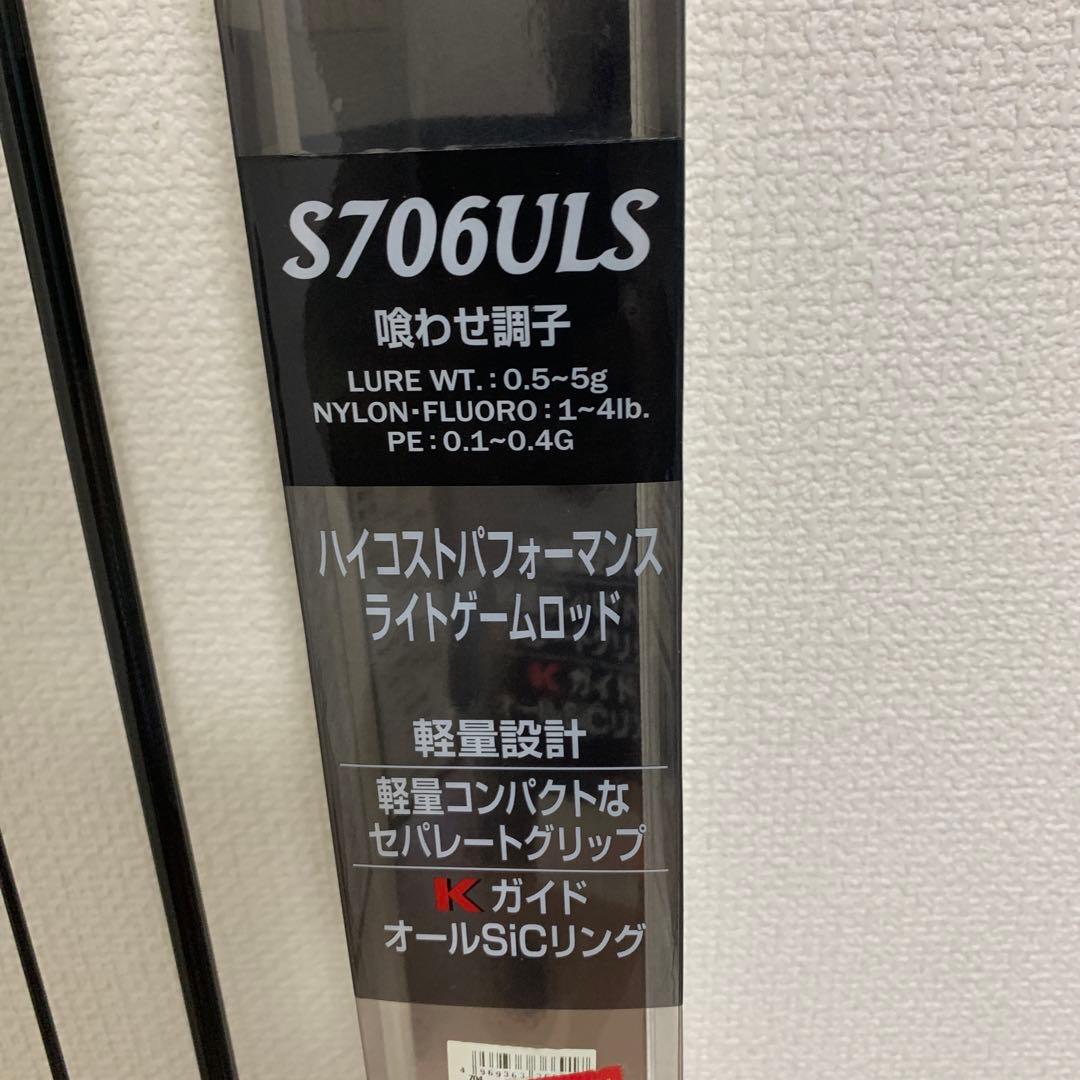 S706ULS
喰わせ調子
LURE WT.：0.5~5g
NYLON・FLUORO：1~4lb.
PE：0.1~0.4G
ハイコストパフォーマンス
ライトゲームロッド
軽量設計
軽量コンパクトな
セパレートグリップ
K ガイド
オールSiCリング
4 969363
704